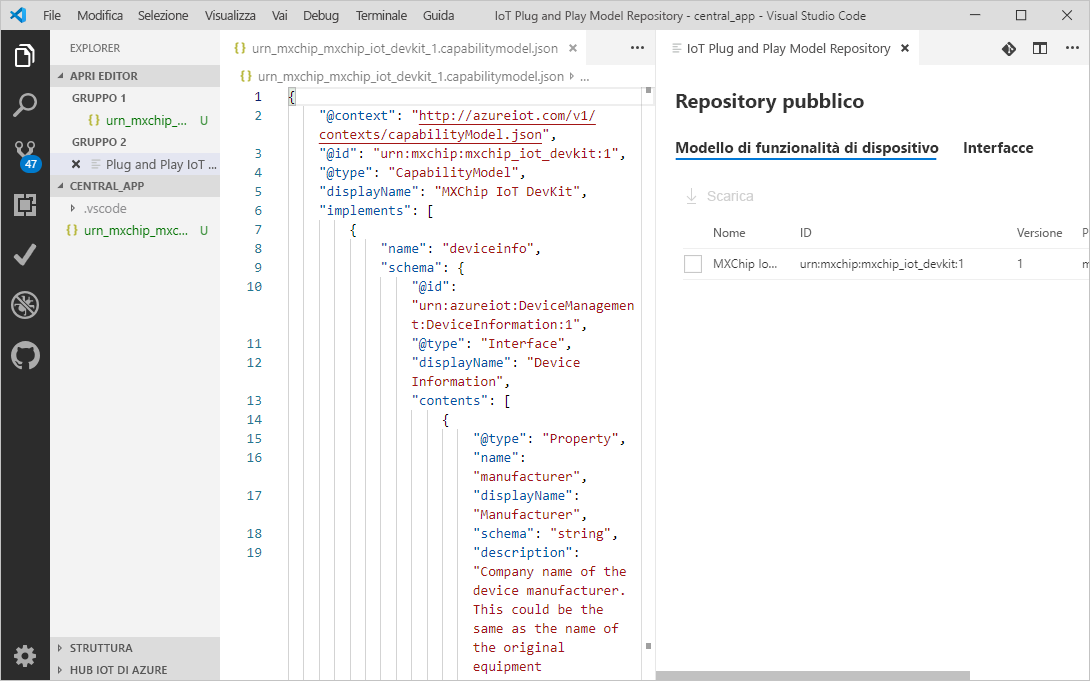 File Modifica Selezione Visualizza Vai Debug Terminale Guida IoT Plug and Play Model Repository - central_app - Visual Studio Code
EXPLORER
APRI EDITOR
GRUPPO 1
{} urn_mxchip_... U
GRUPPO 2
Plug and Play IoT ...
CENTRAL_APP
.vscode
{} urn_mxchip_mxc... U
47
STRUTTURA
HUB IOT DI AZURE
{} urn_mxchip_mxchip_iot_devkit_1.capabilitymodel.json
{} urn_mxchip_mxchip_iot_devkit_1.capabilitymodel.json ...
1 {
2 "@context": "http://azureiot.com/v1/
contexts/capabilityModel.json",
3 "@id": "urn:mxchip:mxchip_iot_devkit:1",
4 "@type": "CapabilityModel",
5 "displayName": "MXChip IoT DevKit",
6 "implements": [
7 {
8 "name": "deviceinfo",
9 "schema": {
10 "@id":
"urn:azureiot:DeviceManagemen
t:DeviceInformation:1",
11 "@type": "Interface",
12 "displayName": "Device
Information",
13 "contents": [
14 {
15 "@type": "Property",
16 "name":
"manufacturer",
17 "displayName":
"Manufacturer",
18 "schema": "string",
19 "description":
"Company name of the
device manufacturer.
This could be the
same as the name of
the original
equipment
IoT Plug and Play Model Repository
Repository pubblico
Modello di funzionalità di dispositivo Interfacce
Scarica
Nome ID Versione P
MXChip Io... urn:mxchip:mxchip_iot_devkit:1 1 m